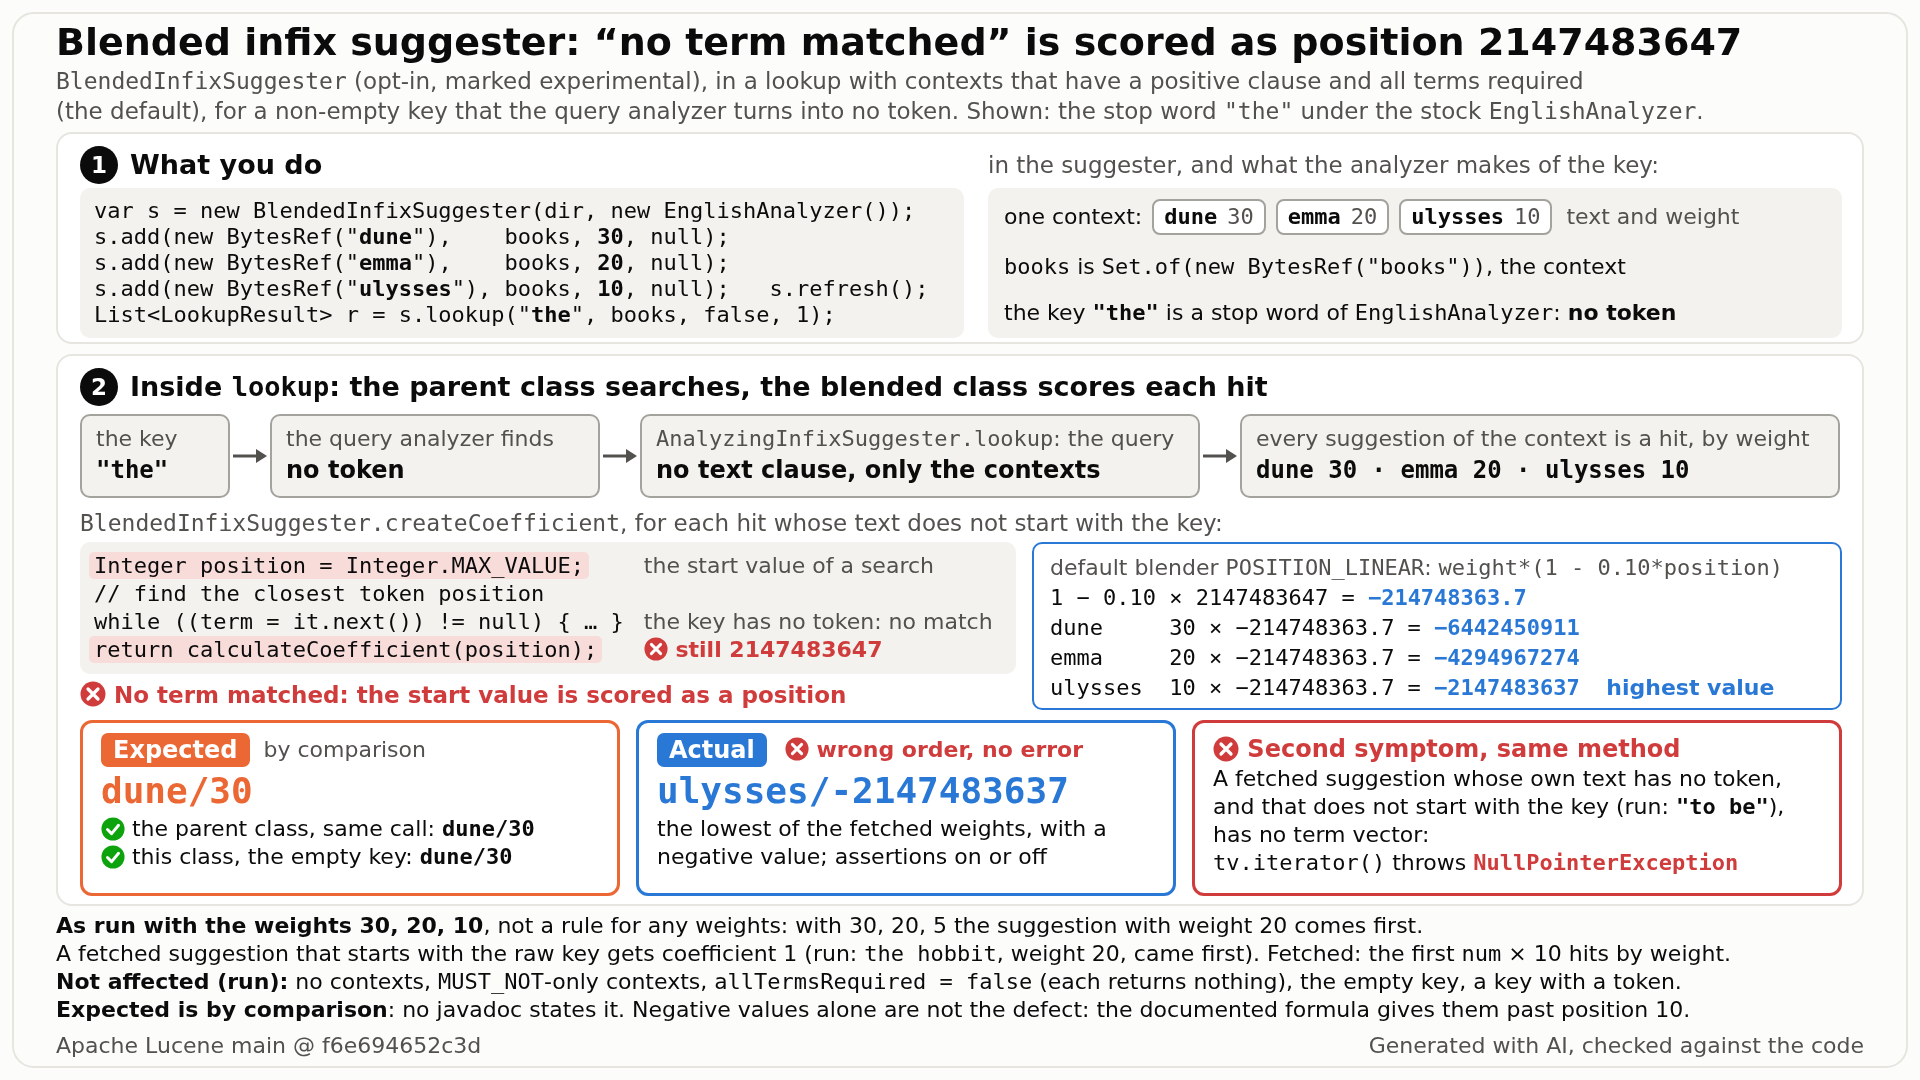 Blended infix suggester: “no term matched” is scored as position 2147483647
BlendedInfixSuggester (opt-in, marked experimental), in a lookup with contexts that have a positive clause and all terms required
(the default), for a non-empty key that the query analyzer turns into no token. Shown: the stop word "the" under the stock EnglishAnalyzer.
1 What you do
var s = new BlendedInfixSuggester(dir, new EnglishAnalyzer());
s.add(new BytesRef("dune"),    books, 30, null);
s.add(new BytesRef("emma"),    books, 20, null);
s.add(new BytesRef("ulysses"), books, 10, null);   s.refresh();
List<LookupResult> r = s.lookup("the", books, false, 1);
in the suggester, and what the analyzer makes of the key:
one context: dune 30 emma 20 ulysses 10 text and weight
books is Set.of(new BytesRef("books")), the context
the key "the" is a stop word of EnglishAnalyzer: no token
2 Inside lookup: the parent class searches, the blended class scores each hit
the key
"the"
the query analyzer finds
no token
AnalyzingInfixSuggester.lookup: the query
no text clause, only the contexts
every suggestion of the context is a hit, by weight
dune 30 · emma 20 · ulysses 10
BlendedInfixSuggester.createCoefficient, for each hit whose text does not start with the key:
Integer position = Integer.MAX_VALUE; the start value of a search
// find the closest token position
while ((term = it.next()) != null) { … } the key has no token: no match
return calculateCoefficient(position); still 2147483647
No term matched: the start value is scored as a position
default blender POSITION_LINEAR: weight*(1 - 0.10*position)
1 − 0.10 × 2147483647 = −214748363.7
dune     30 × −214748363.7 = −6442450911
emma     20 × −214748363.7 = −4294967274
ulysses  10 × −214748363.7 = −2147483637  highest value
Expected by comparison
dune/30
the parent class, same call: dune/30
this class, the empty key: dune/30
Actual wrong order, no error
ulysses/-2147483637
the lowest of the fetched weights, with a
negative value; assertions on or off
Second symptom, same method
A fetched suggestion whose own text has no token,
and that does not start with the key (run: "to be"),
has no term vector:
tv.iterator() throws NullPointerException
As run with the weights 30, 20, 10, not a rule for any weights: with 30, 20, 5 the suggestion with weight 20 comes first.
A fetched suggestion that starts with the raw key gets coefficient 1 (run: the hobbit, weight 20, came first). Fetched: the first num × 10 hits by weight.
Not affected (run): no contexts, MUST_NOT-only contexts, allTermsRequired = false (each returns nothing), the empty key, a key with a token.
Expected is by comparison: no javadoc states it. Negative values alone are not the defect: the documented formula gives them past position 10.
Apache Lucene main @ f6e694652c3d
Generated with AI, checked against the code